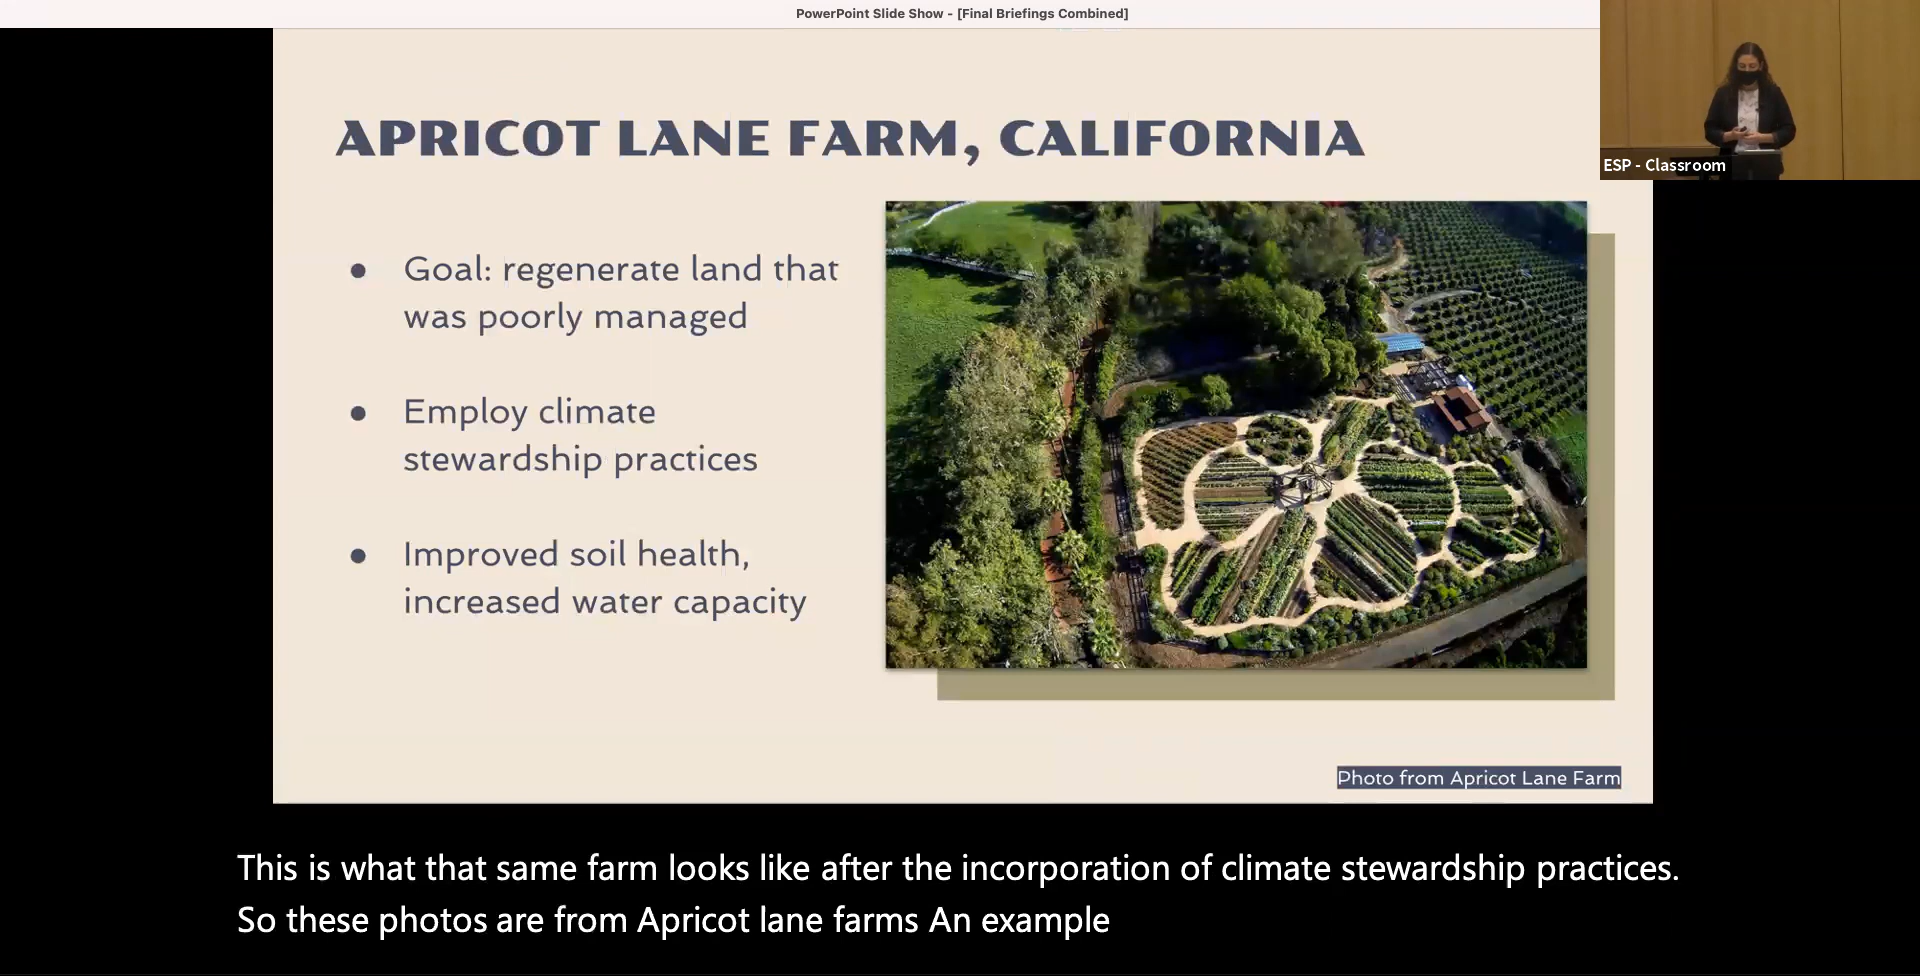 PowerPoint Slide Show - [Final Briefings Combined]
ESP - Classroom
APRICOT LANE FARM, CALIFORNIA
● Goal: regenerate land that
was poorly managed
● Employ climate
stewardship practices
● Improved soil health,
increased water capacity
Photo from Apricot Lane Farm
This is what that same farm looks like after the incorporation of climate stewardship practices.
So these photos are from Apricot lane farms An example